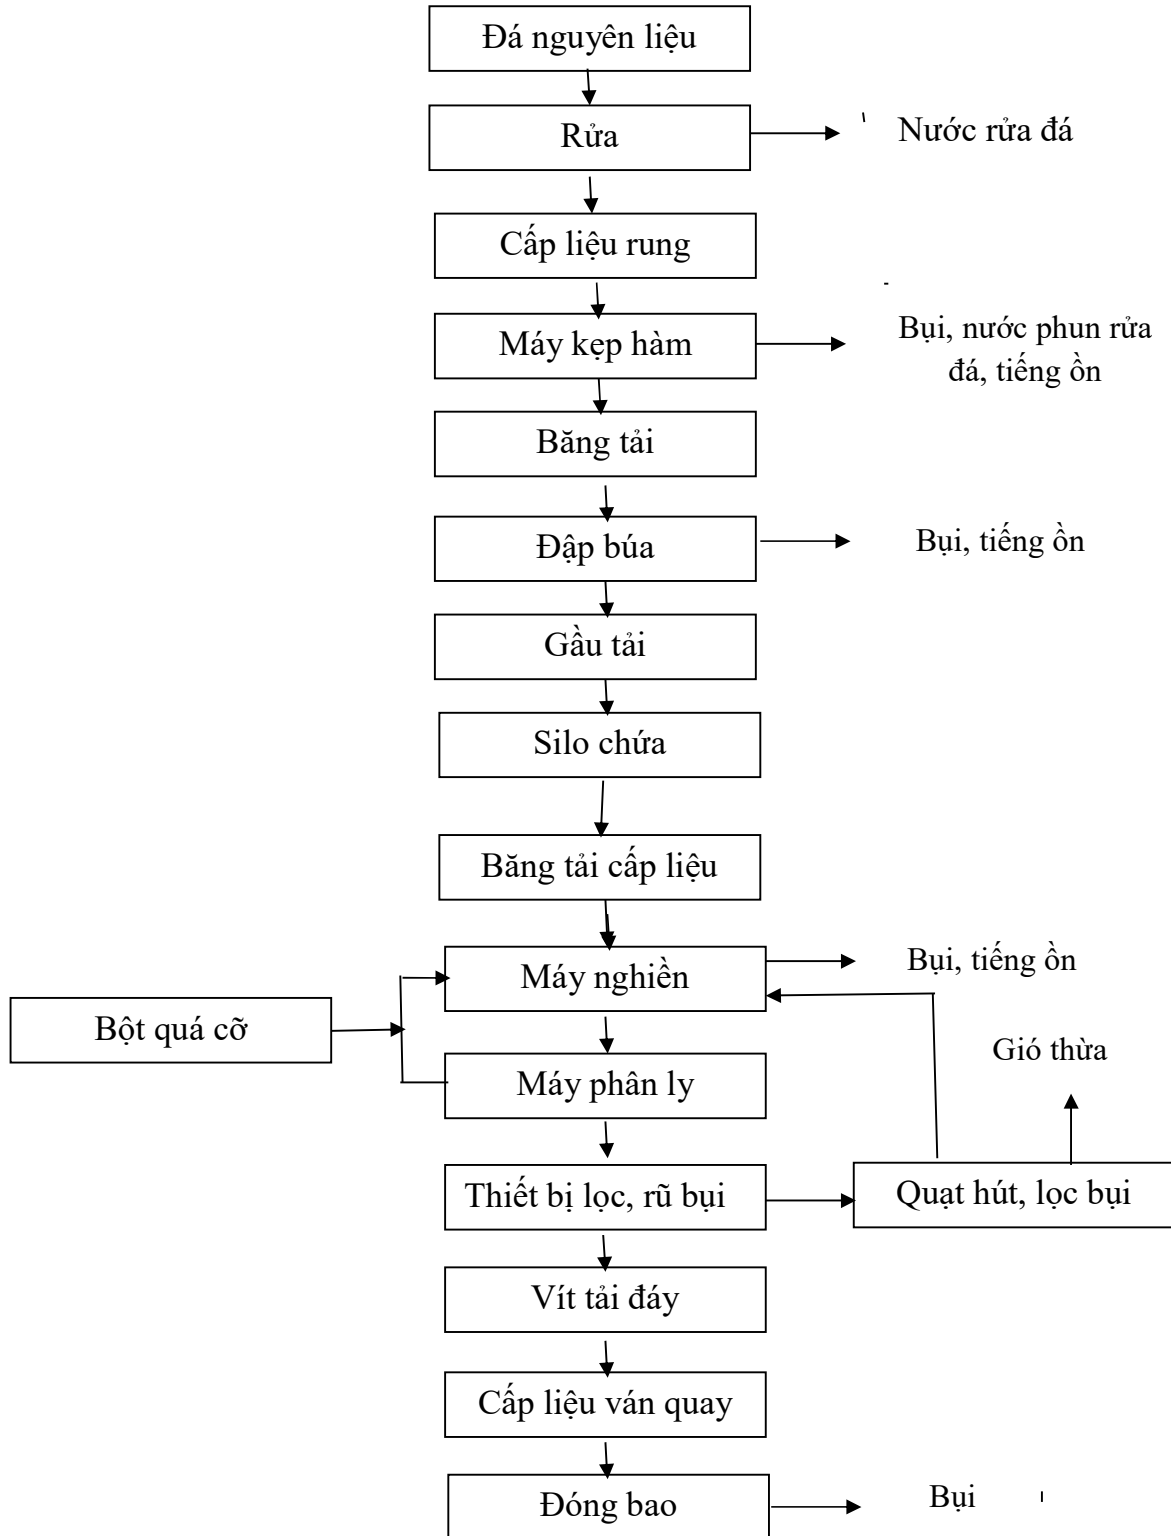 Đá nguyên liệu
Rửa
Nước rửa đá
Cấp liệu rung
Máy kẹp hàm
Bụi, nước phun rửa
đá, tiếng ồn
Băng tải
Đập búa
Bụi, tiếng ồn
Gầu tải
Silo chứa
Băng tải cấp liệu
Máy nghiền
Bụi, tiếng ồn
Bột quá cỡ
Gió thừa
Máy phân ly
Thiết bị lọc, rũ bụi
Quạt hút, lọc bụi
Vít tải đáy
Cấp liệu ván quay
Đóng bao
Bụi